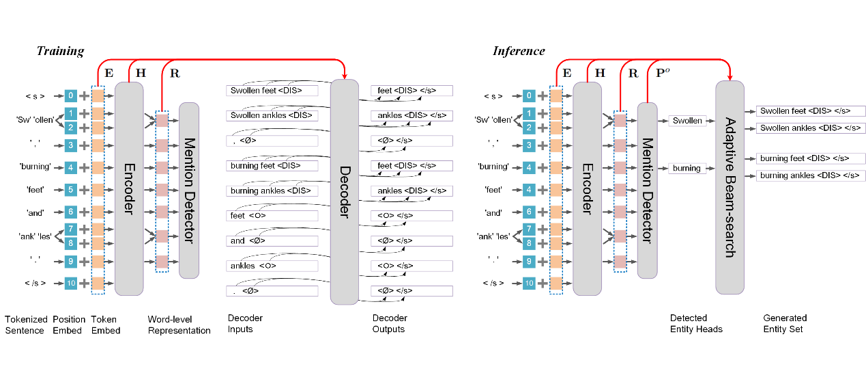 Training
E H R
< s > 0
'Sw' 'ollen' 1
2
' , ' 3
'burning' 4
'feet' 5
'and' 6
'ank' 'les' 7
8
' . ' 9
< /s > 10
Encoder
Mention Detector
Swollen feet <DIS>
Swollen ankles <DIS>
, <Ø>
burning feet <DIS>
burning ankles <DIS>
feet <O>
and <Ø>
ankles <O>
. <Ø>
Decoder
feet <DIS> </s>
ankles <DIS> </s>
<Ø> </s>
feet <DIS> </s>
ankles <DIS> </s>
<O> </s>
<Ø> </s>
<O> </s>
<Ø> </s>
Tokenized Sentence
Position Embed
Token Embed
Word-level Representation
Decoder Inputs
Decoder Outputs
Inference
E H R Pº
< s > 0
'Sw' 'ollen' 1
2
' , ' 3
'burning' 4
'feet' 5
'and' 6
'ank' 'les' 7
8
' . ' 9
< /s > 10
Encoder
Mention Detector
Swollen
burning
Adaptive Beam-search
Swollen feet <DIS> </s>
Swollen ankles <DIS> </s>
burning feet <DIS> </s>
burning ankles <DIS> </s>
Detected Entity Heads
Generated Entity Set